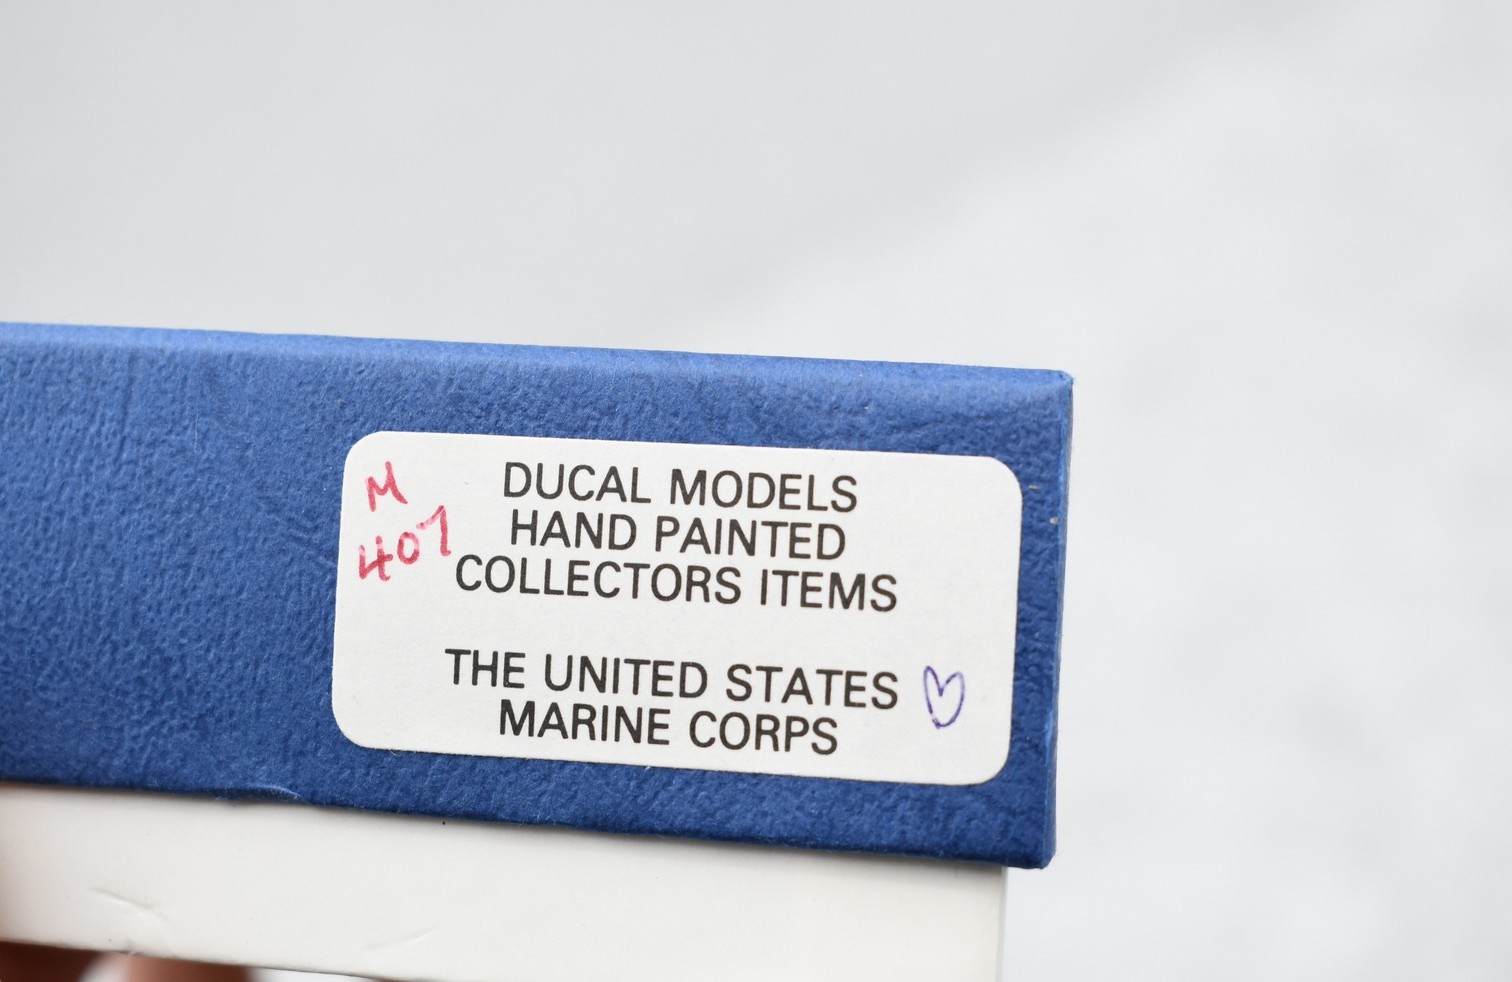 M
407
DUCAL MODELS
HAND PAINTED
COLLECTORS ITEMS
THE UNITED STATES
MARINE CORPS